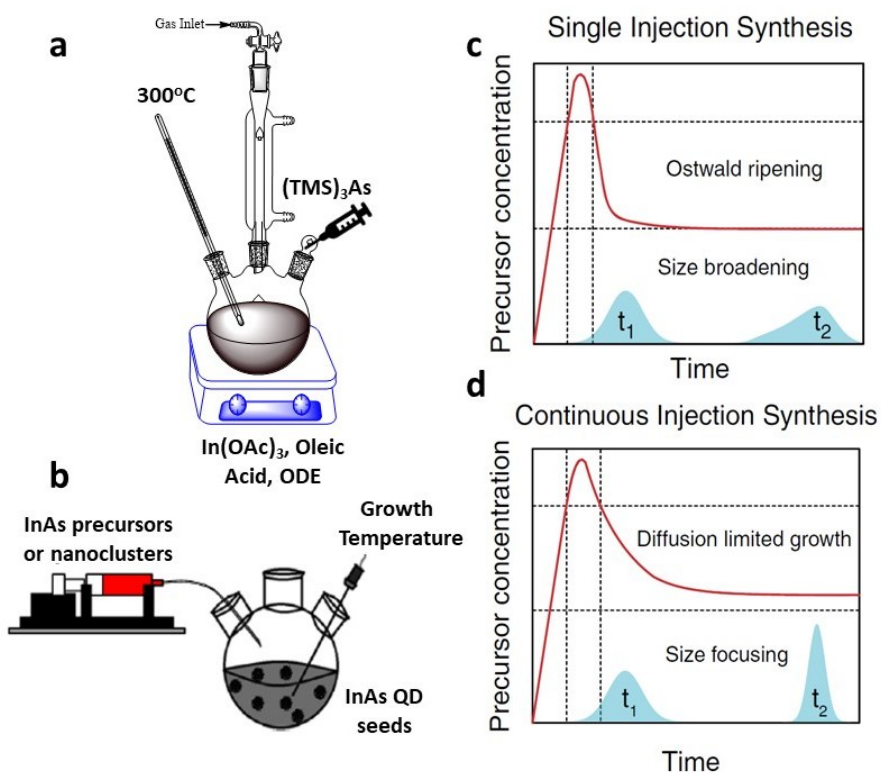 a
Gas Inlet
300°C
(TMS)₃As
In(OAc)₃, Oleic
Acid, ODE
b
InAs precursors
or nanoclusters
Growth
Temperature
InAs QD
seeds
c
Single Injection Synthesis
Precursor concentration
Ostwald ripening
Size broadening
t₁
t₂
Time
d
Continuous Injection Synthesis
Precursor concentration
Diffusion limited growth
Size focusing
t₁
t₂
Time